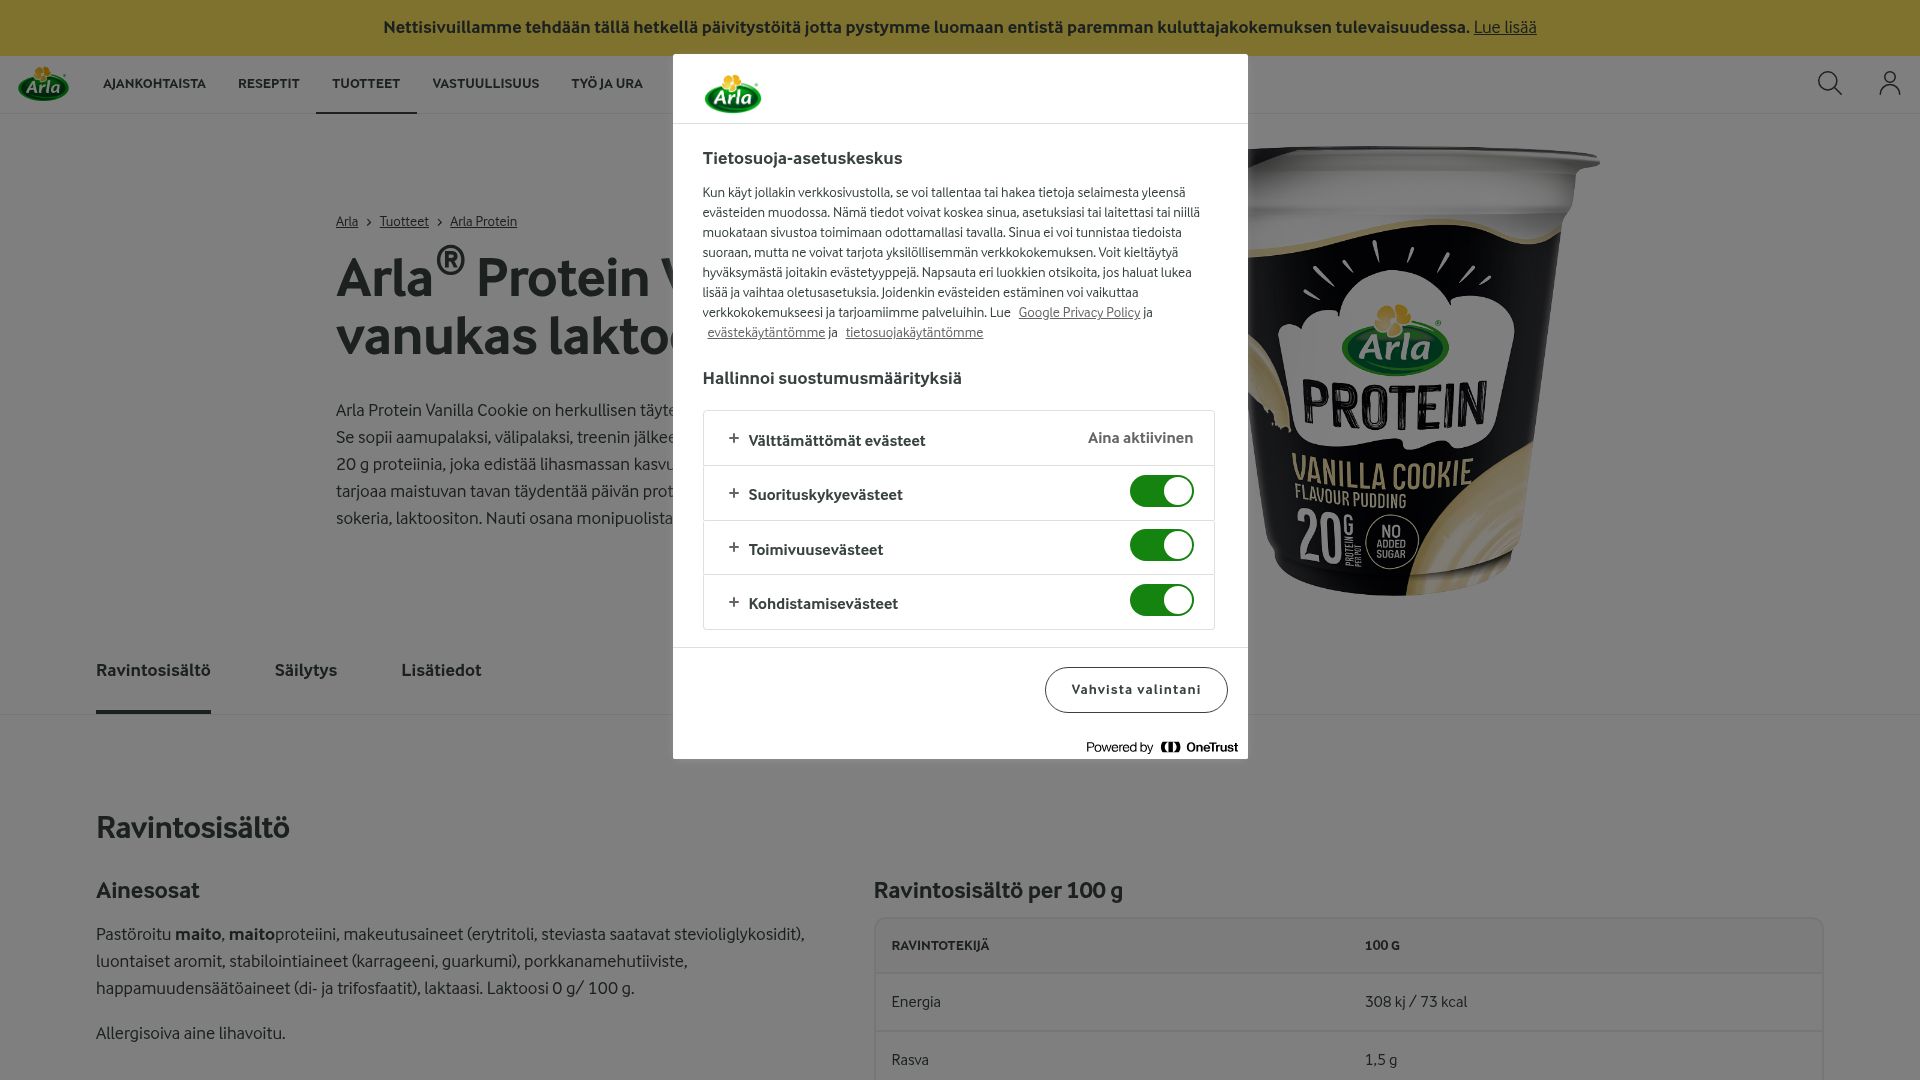 Nettisivuillamme tehdään tällä hetkellä päivitystöitä jotta pystymme luomaan entistä paremman kuluttajakokemuksen tulevaisuudessa. Lue lisää
Arla
AJANKOHTAISTA
RESEPTIT
TUOTTEET
VASTUULLISUUS
TYÖ JA URA
Arla
Tietosuoja-asetuskeskus
Kun käyt jollakin verkkosivustolla, se voi tallentaa tai hakea tietoja selaimesta yleensä
evästeiden muodossa. Nämä tiedot voivat koskea sinua, asetuksiasi tai laitettasi tai niillä
muokataan sivustoa toimimaan odottamallasi tavalla. Sinua ei voi tunnistaa tiedoista
suoraan, mutta ne voivat tarjota yksilöllisemmän verkkokokemuksen. Voit kieltäytyä
hyväksymästä joitakin evästetyyppejä. Napsauta eri luokkien otsikoita, jos haluat lukea
lisää ja vaihtaa oletusasetuksia. Joidenkin evästeiden estäminen voi vaikuttaa
verkkokokemukseesi ja tarjoamiimme palveluihin. Lue Google Privacy Policy ja
evästekäytäntömme ja tietosuojakäytäntömme
Hallinnoi suostumusmäärityksiä
+ Välttämättömät evästeet
Aina aktiivinen
+ Suorituskykyevästeet
+ Toimivuusevästeet
+ Kohdistamisevästeet
Vahvista valintani
Powered by OneTrust
Arla > Tuotteet > Arla Protein
Arla® Protein
vanukas
Arla Protein Vanilla Cookie on herkullisen
Se sopii aamupalaksi, välipalaksi, treenin
20 g proteiinia, joka edistää lihasmassan
tarjoaa maistuvan tavan täydentää päivän
sokeria, laktoositon. Nauti osana
Arla
PROTEIN
VANILLA COOKIE
FLAVOUR PUDDING
20G
PROTEIN
PER POT
NO
ADDED
SUGAR
Ravintosisältö
Säilytys
Lisätiedot
Ravintosisältö
Ainesosat
Pastöroitu maito, maitoproteiini, makeutusaineet (erytritoli, steviasta saatavat stevioliglykosidit),
luontaiset aromit, stabilointiaineet (karrageeni, guarkumi), porkkanamehutiiviste,
happamuudensäätöaineet (di- ja trifosfaatit), laktaasi. Laktoosi 0 g/ 100 g.
Allergisoiva aine lihavoitu.
Ravintosisältö per 100 g
RAVINTOTEKIJÄ
100 G
Energia
308 kj / 73 kcal
Rasva
1,5 g